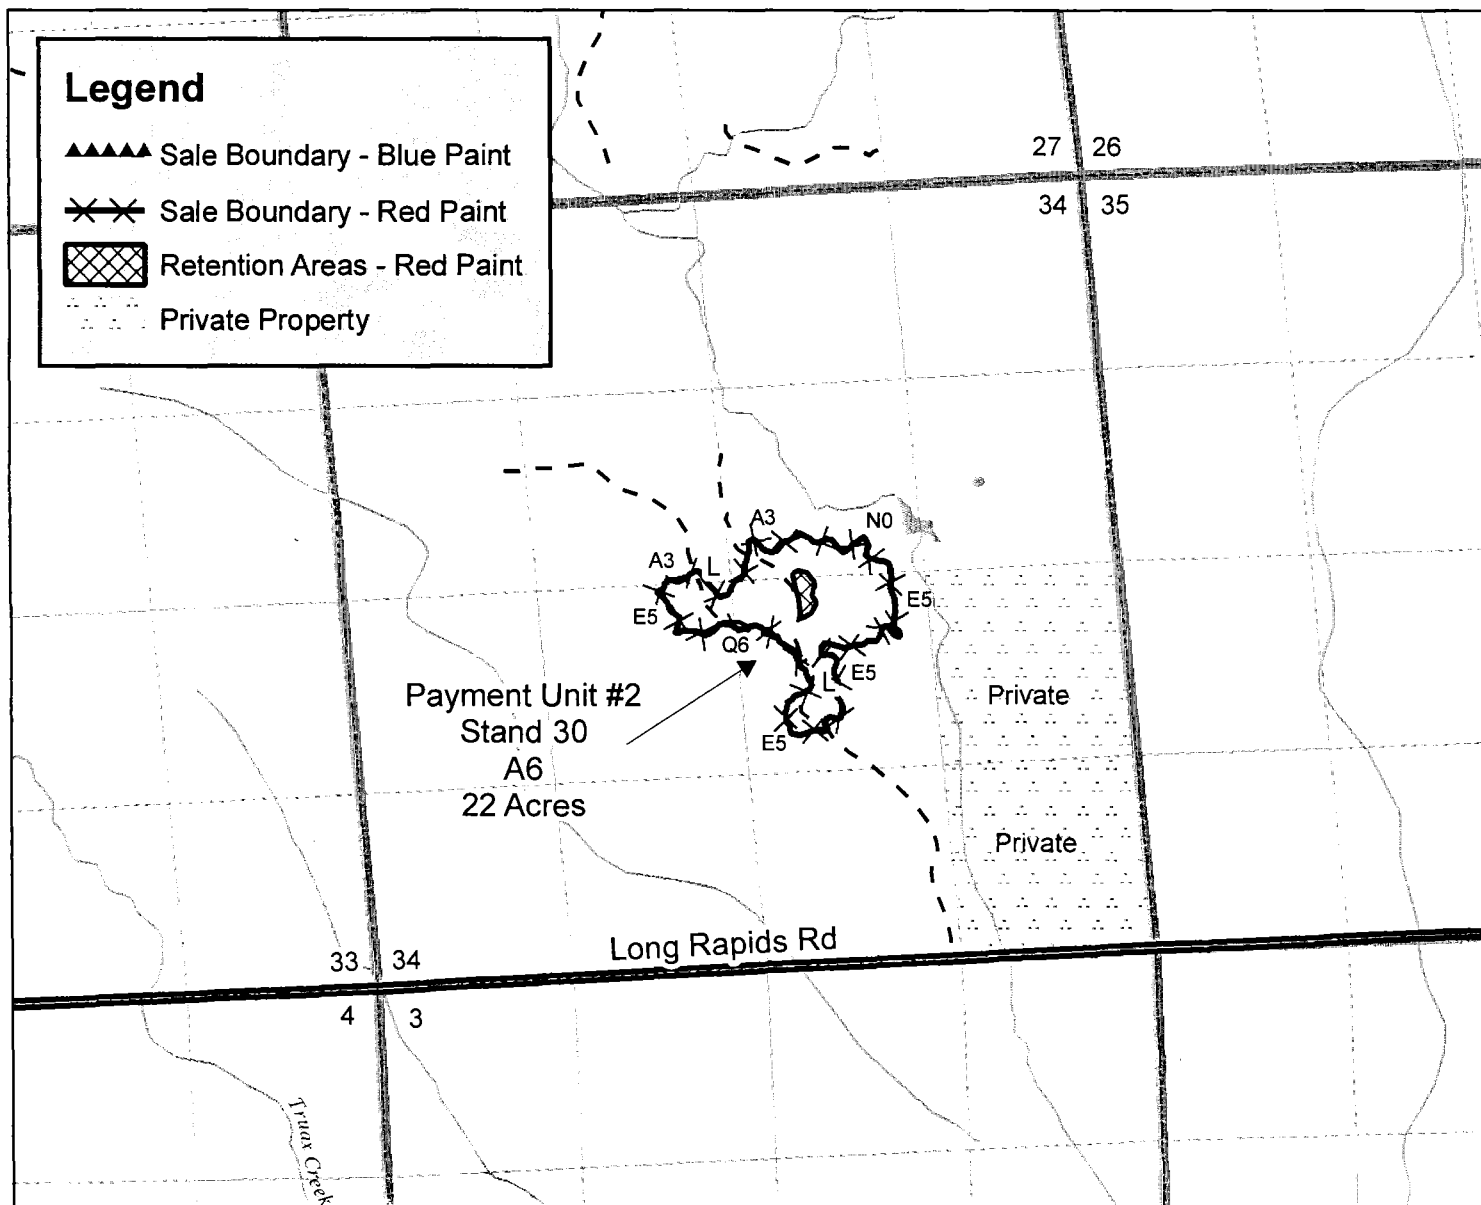 Legend
Sale Boundary - Blue Paint
Sale Boundary - Red Paint
Retention Areas - Red Paint
Private Property
27 26
34 35
A3 N0
A3 L
E5 E5
Q6
E5
L
E5
Payment Unit #2
Stand 30
A6
22 Acres
Private
Private
Long Rapids Rd
33 34
4 3
Truax Creek